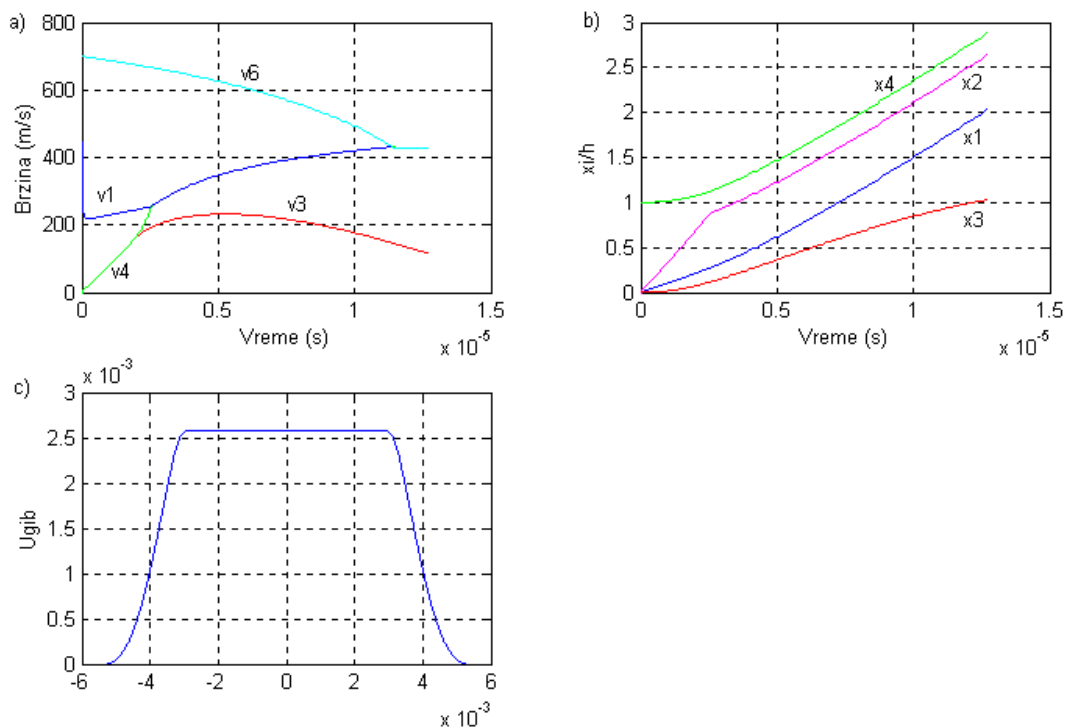 a)
800
600
400
200
0
Brzina (m/s)
v6
v1
v3
v4
0
0.5
1
1.5
Vreme (s)
x 10⁻⁵
b)
3
2.5
2
1.5
1
0.5
0
xi/h
x4
x2
x1
x3
0
0.5
1
1.5
Vreme (s)
x 10⁻⁵
c)
x 10⁻³
3
2.5
2
1.5
1
0.5
0
Ugib
-6
-4
-2
0
2
4
6
x 10⁻³